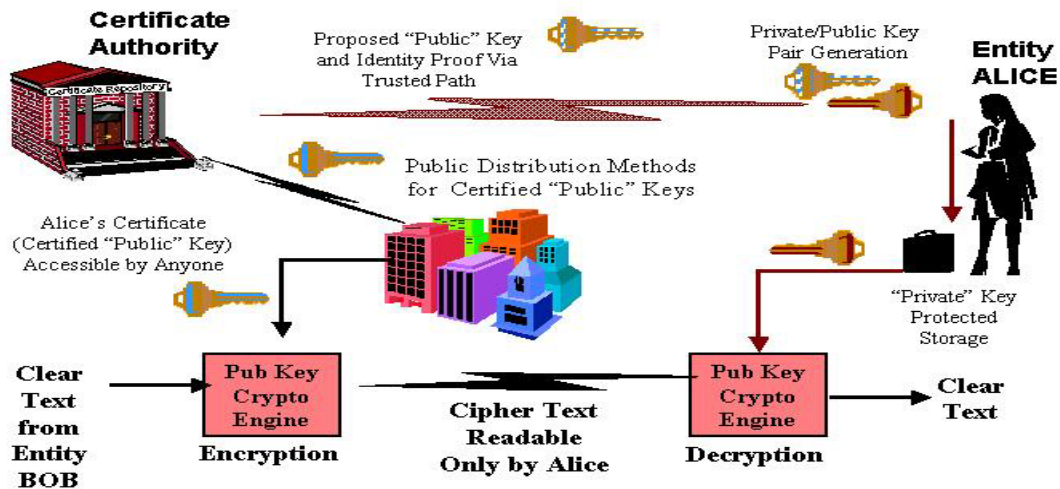 Certificate
Authority
Certificate Repository
Proposed “Public” Key
and Identity Proof Via
Trusted Path
Private/Public Key
Pair Generation
Entity
ALICE
Public Distribution Methods
for Certified “Public” Keys
Alice’s Certificate
(Certified “Public” Key)
Accessible by Anyone
“Private” Key
Protected
Storage
Clear
Text
from
Entity
BOB
Pub Key
Crypto
Engine
Encryption
Cipher Text
Readable
Only by Alice
Pub Key
Crypto
Engine
Decryption
Clear
Text